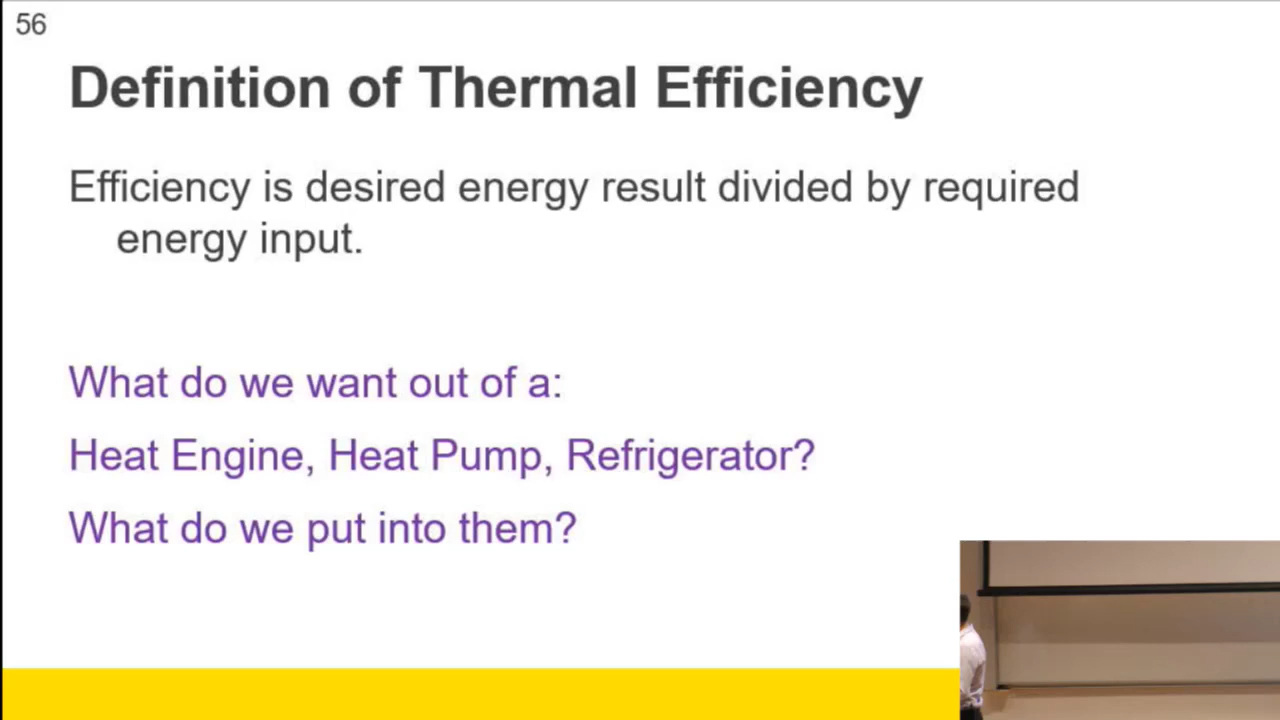 56
Definition of Thermal Efficiency
Efficiency is desired energy result divided by required
energy input.
What do we want out of a:
Heat Engine, Heat Pump, Refrigerator?
What do we put into them?